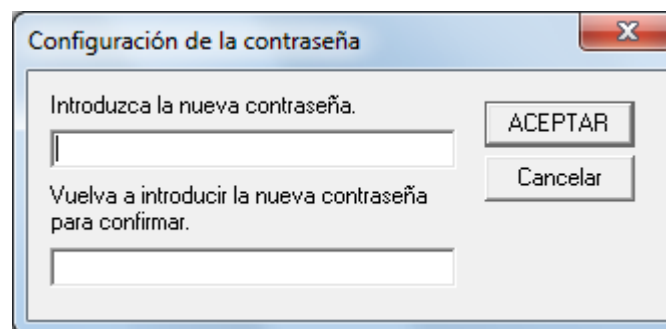 Configuración de la contraseña
Introduzca la nueva contraseña.
ACEPTAR
Cancelar
Vuelva a introducir la nueva contraseña
para confirmar.